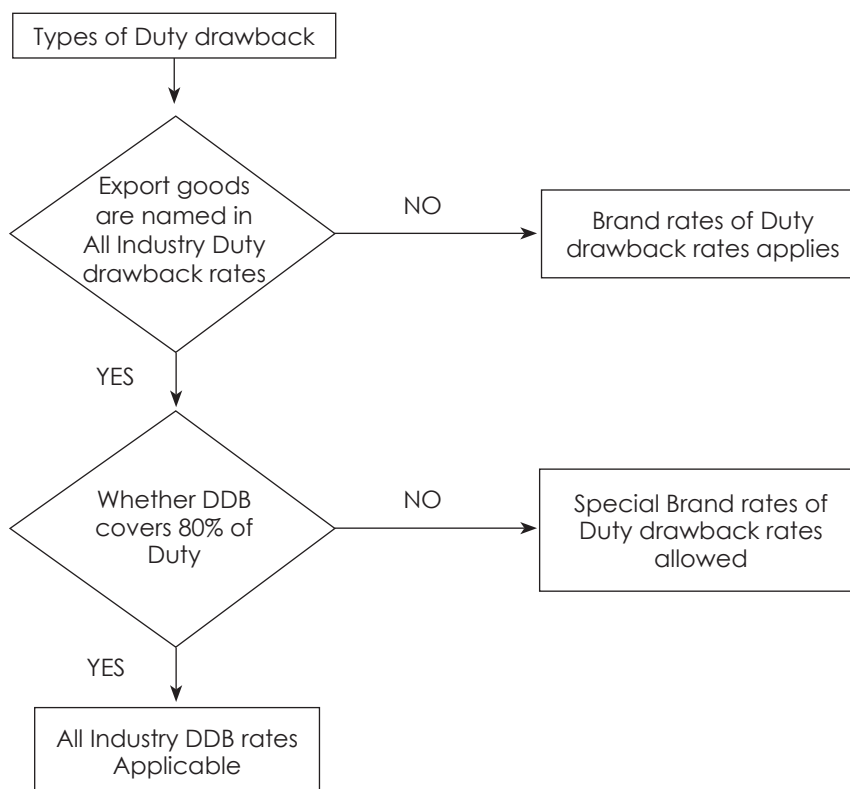 Types of Duty drawback
Export goods
are named in
All Industry Duty
drawback rates
NO
Brand rates of Duty
drawback rates applies
YES
Whether DDB
covers 80% of
Duty
NO
Special Brand rates of
Duty drawback rates
allowed
YES
All Industry DDB rates
Applicable